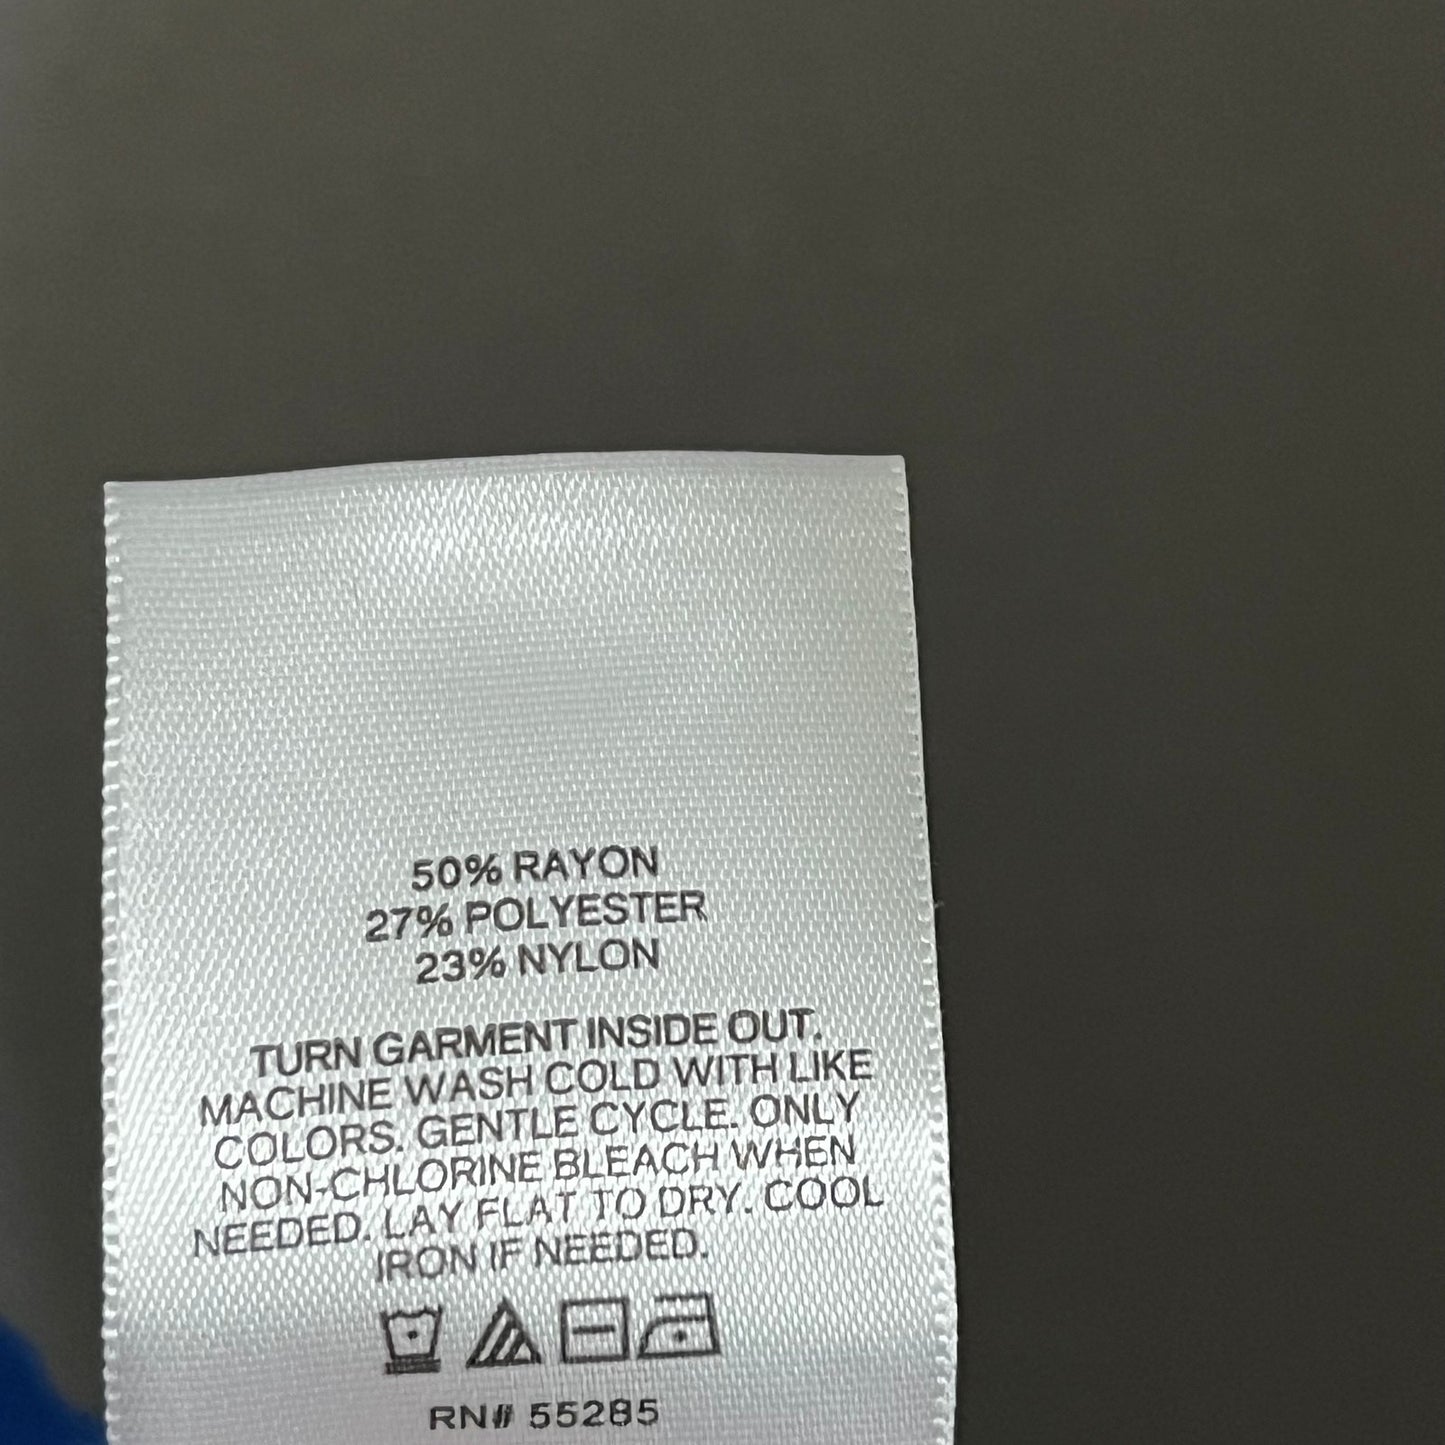 50% RAYON
27% POLYESTER
23% NYLON
TURN GARMENT INSIDE OUT.
MACHINE WASH COLD WITH LIKE
COLORS. GENTLE CYCLE. ONLY
NON-CHLORINE BLEACH WHEN
NEEDED. LAY FLAT TO DRY. COOL
IRON IF NEEDED.
RN# 55285